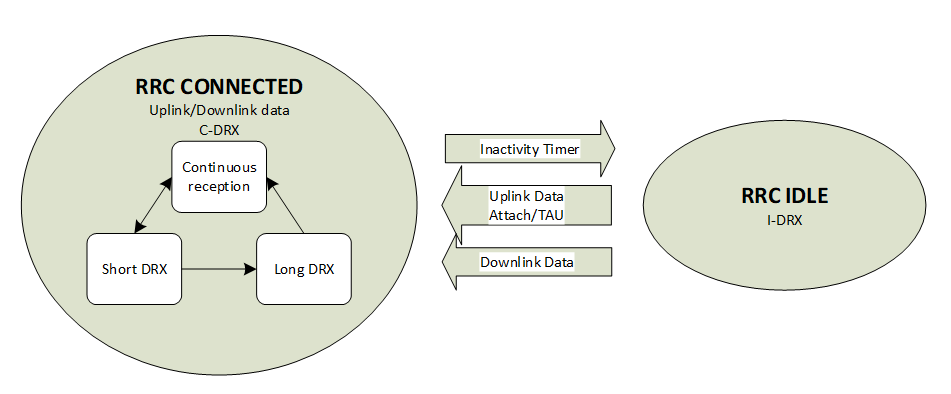 RRC CONNECTED
Uplink/Downlink data
C-DRX
Continuous
reception
Short DRX
Long DRX
Inactivity Timer
Uplink Data
Attach/TAU
Downlink Data
RRC IDLE
I-DRX